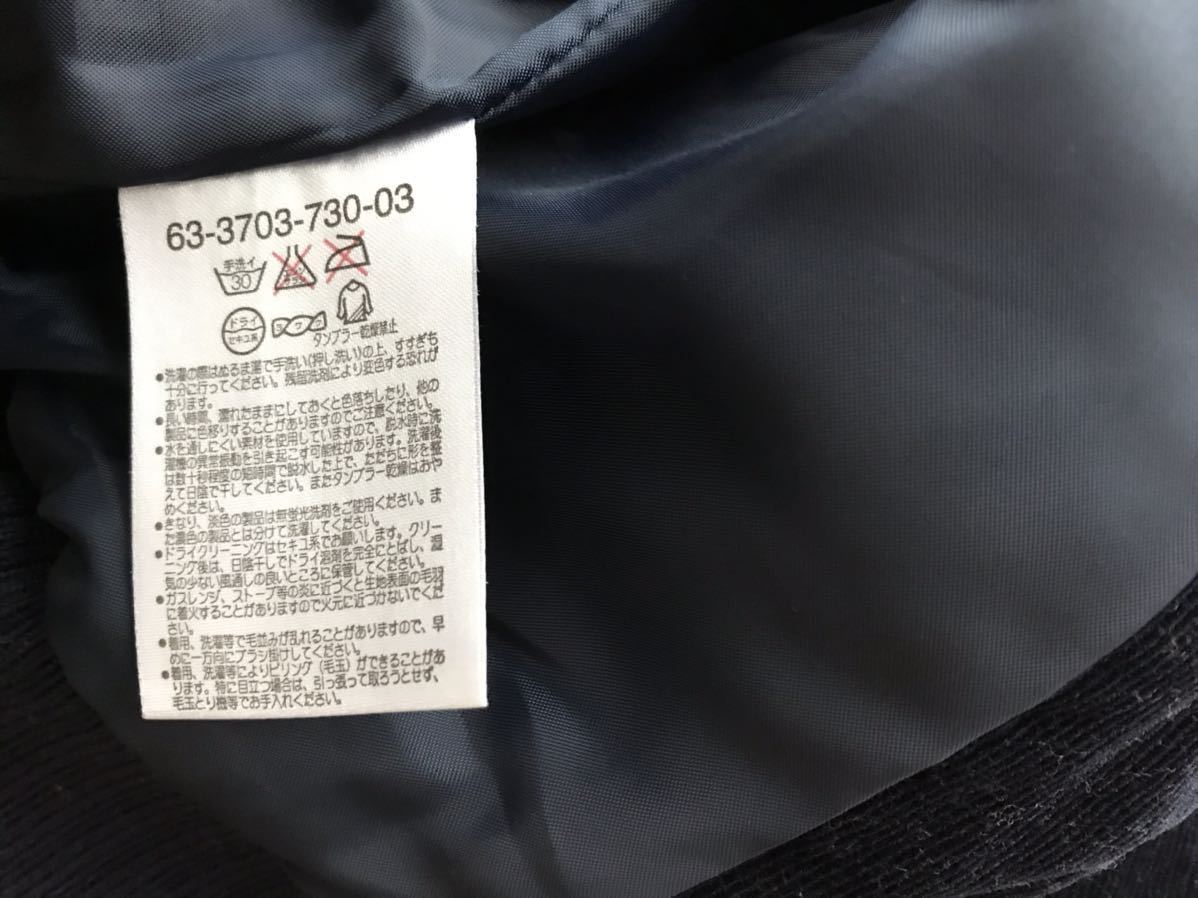 63-3703-730-03
手洗イ
30
エンソ
サラシ
ドライ
セキユ系
ヨワク
タンブラー乾燥禁止
●洗濯の際はぬるま湯で手洗い(押し洗い)の上、すすぎも
十分に行ってください。残留洗剤により変色する恐れが
あります。
●長い時間、濡れたままにしておくと色落ちしたり、他の
製品に色移りすることがありますのでご注意ください。
●水を通しにくい素材を使用していますので、脱水時に洗
濯機の異常振動を引き起こす可能性があります。洗濯後
は数十秒程度の短時間で脱水した上で、ただちに形を整
えて日陰で干してください。またタンブラー乾燥はおや
めください。
●きなり、淡色の製品は無蛍光洗剤をご使用ください。ま
た濃色の製品とは分けて洗濯してください。
●ドライクリーニングはセキユ系でお願いします。クリー
ニング後は、日陰干しでドライ溶剤を完全にとばし、湿
気の少ない風通しの良いところに保管してください。
●ガスレンジ、ストーブ等の炎に近づくと生地表面の毛羽
に着火することがありますので火元に近づかないでくだ
さい。
●着用、洗濯等で毛並みが乱れることがありますので、早
めに一方向にブラシ掛けしてください。
●着用、洗濯等によりピリング(毛玉)ができることがあ
ります。特に目立つ場合は、引っ張って取ろうとせず、
毛玉とり機等でお手入れください。